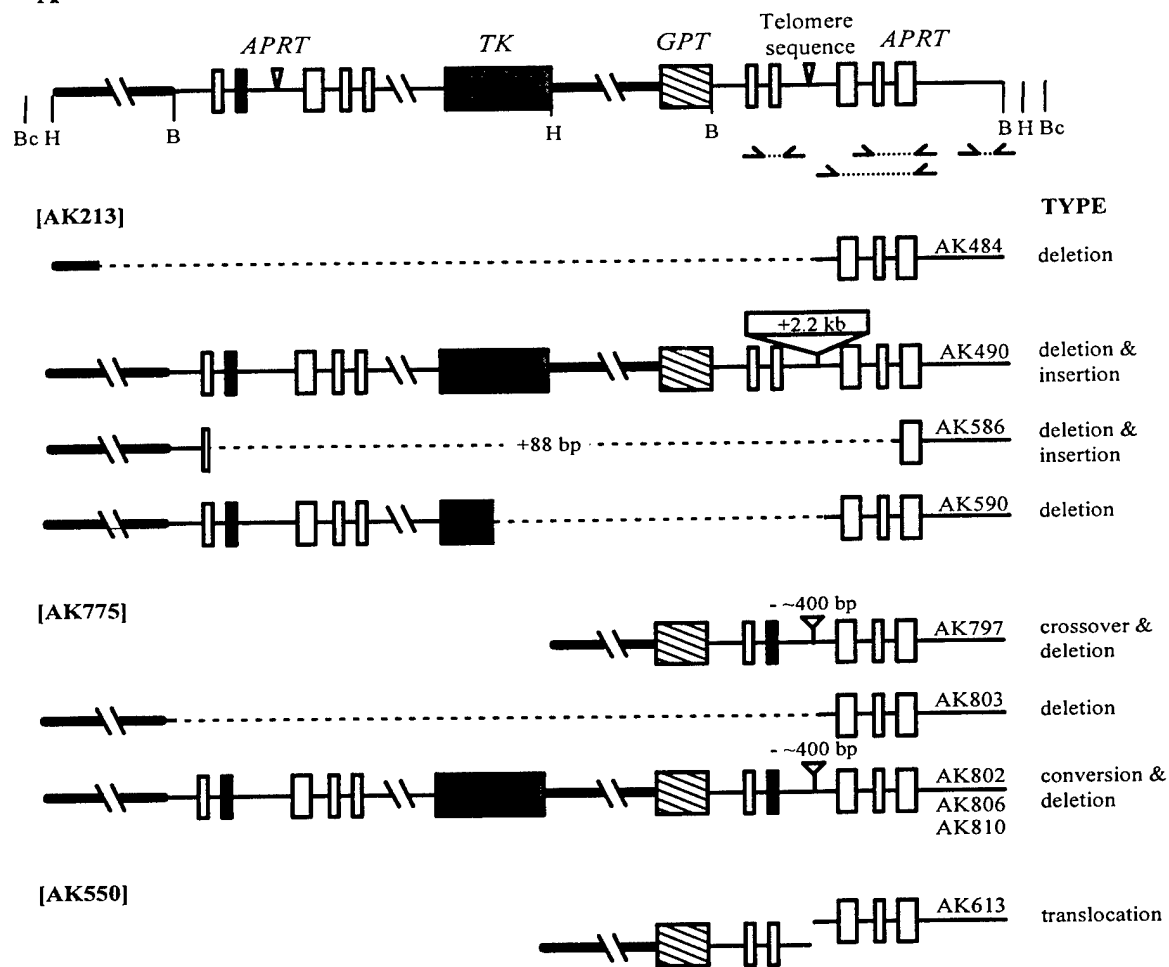 APRT
TK
GPT
Telomere
sequence
APRT
Bc H B H B B H Bc
[AK213]
TYPE
AK484 deletion
+2.2 kb
AK490 deletion &
insertion
+88 bp
AK586 deletion &
insertion
AK590 deletion
[AK775]
- ~400 bp
AK797 crossover &
deletion
AK803 deletion
- ~400 bp
AK802 conversion &
AK806 deletion
AK810
[AK550]
AK613 translocation